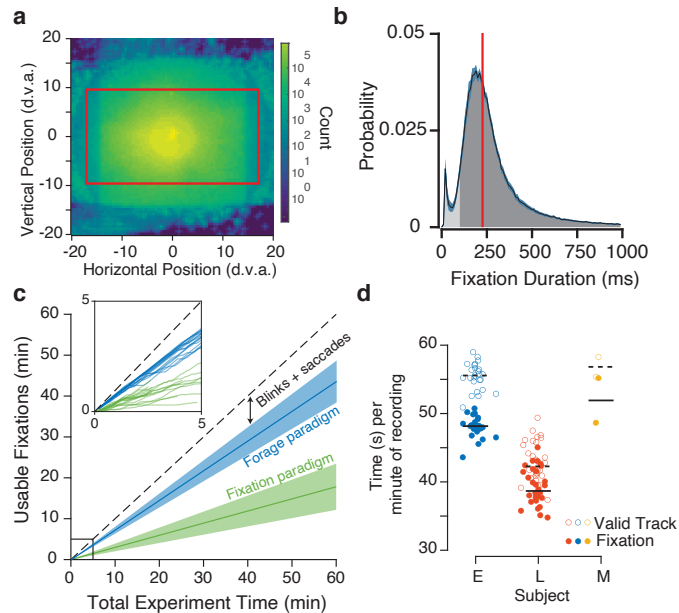 a
20
10
0
-10
-20
Vertical Position (d.v.a.)
-20
-10
0
10
20
Horizontal Position (d.v.a.)
5
10
4
10
3
10
2
10
1
10
0
10
Count
b
0.05
0.025
0
Probability
0
250
500
750
1000
Fixation Duration (ms)
c
60
50
40
30
20
10
0
Usable Fixations (min)
5
0
0
5
Blinks + saccades
Forage paradigm
Fixation paradigm
0
10
20
30
40
50
60
Total Experiment Time (min)
d
60
50
40
30
Time (s) per
minute of recording
Valid Track
Fixation
E
L
M
Subject